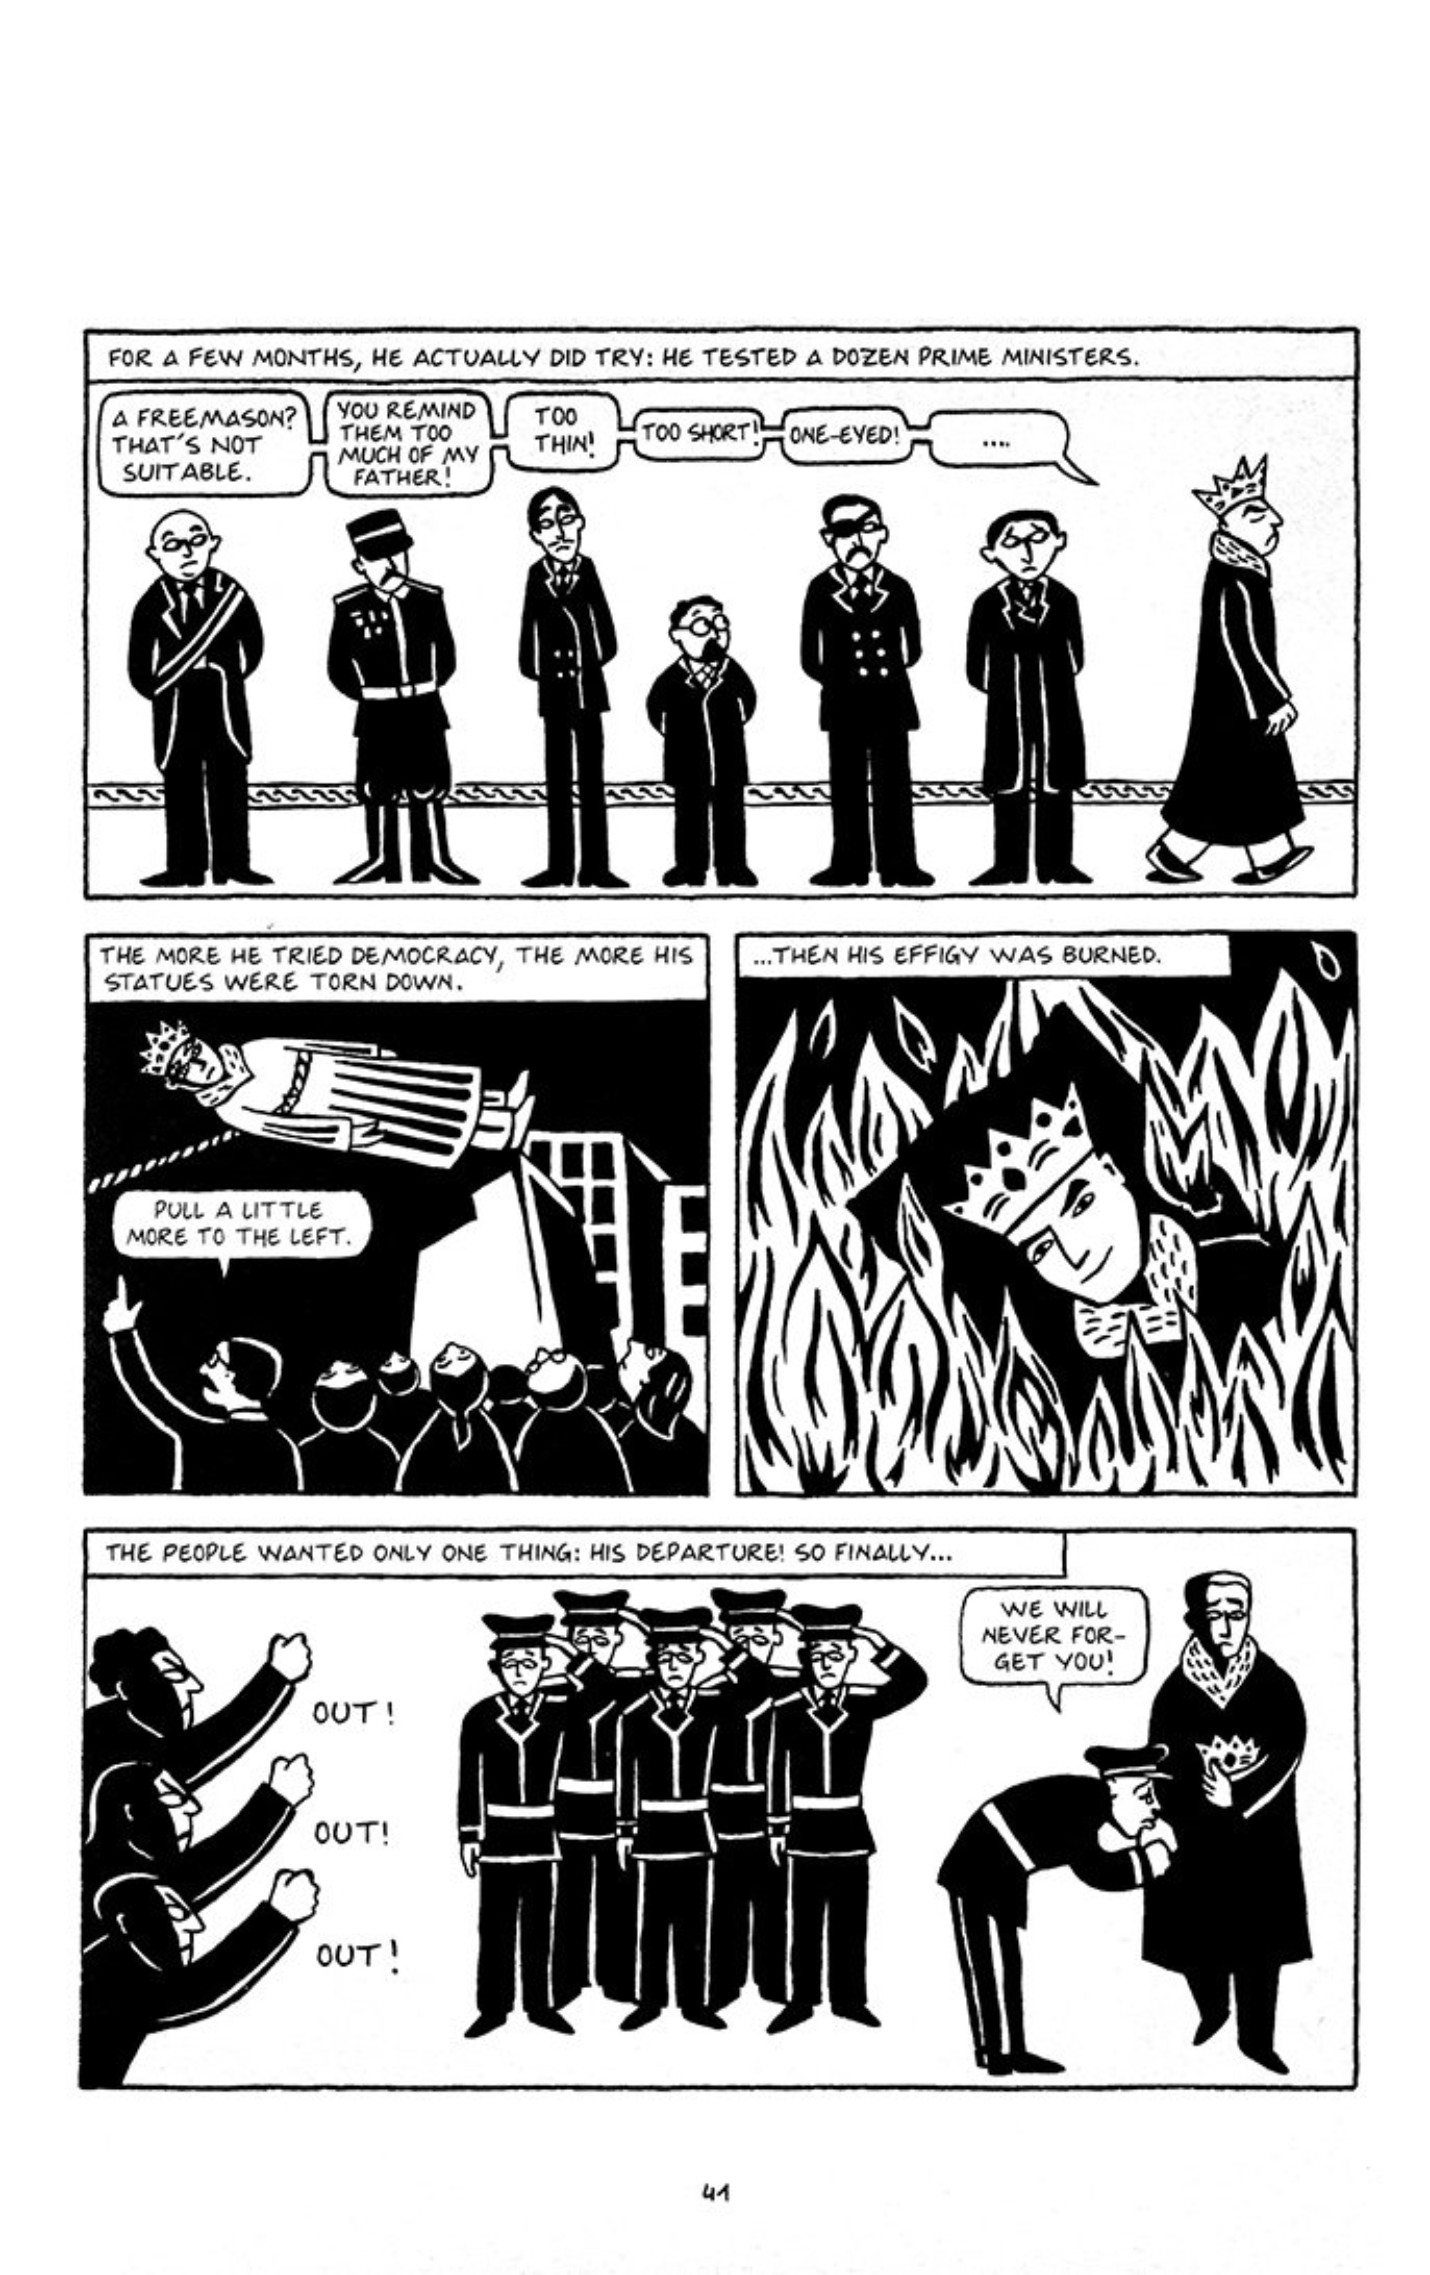 FOR A FEW MONTHS, HE ACTUALLY DID TRY: HE TESTED A DOZEN PRIME MINISTERS.
A FREEMASON?
THAT'S NOT
SUITABLE.
YOU REMIND
THEM TOO
MUCH OF MY
FATHER!
TOO
THIN!
TOO SHORT!
ONE-EYED!
....
THE MORE HE TRIED DEMOCRACY, THE MORE HIS
STATUES WERE TORN DOWN.
PULL A LITTLE
MORE TO THE LEFT.
...THEN HIS EFFIGY WAS BURNED.
THE PEOPLE WANTED ONLY ONE THING: HIS DEPARTURE! SO FINALLY...
OUT!
OUT!
OUT!
WE WILL
NEVER FOR-
GET YOU!
41